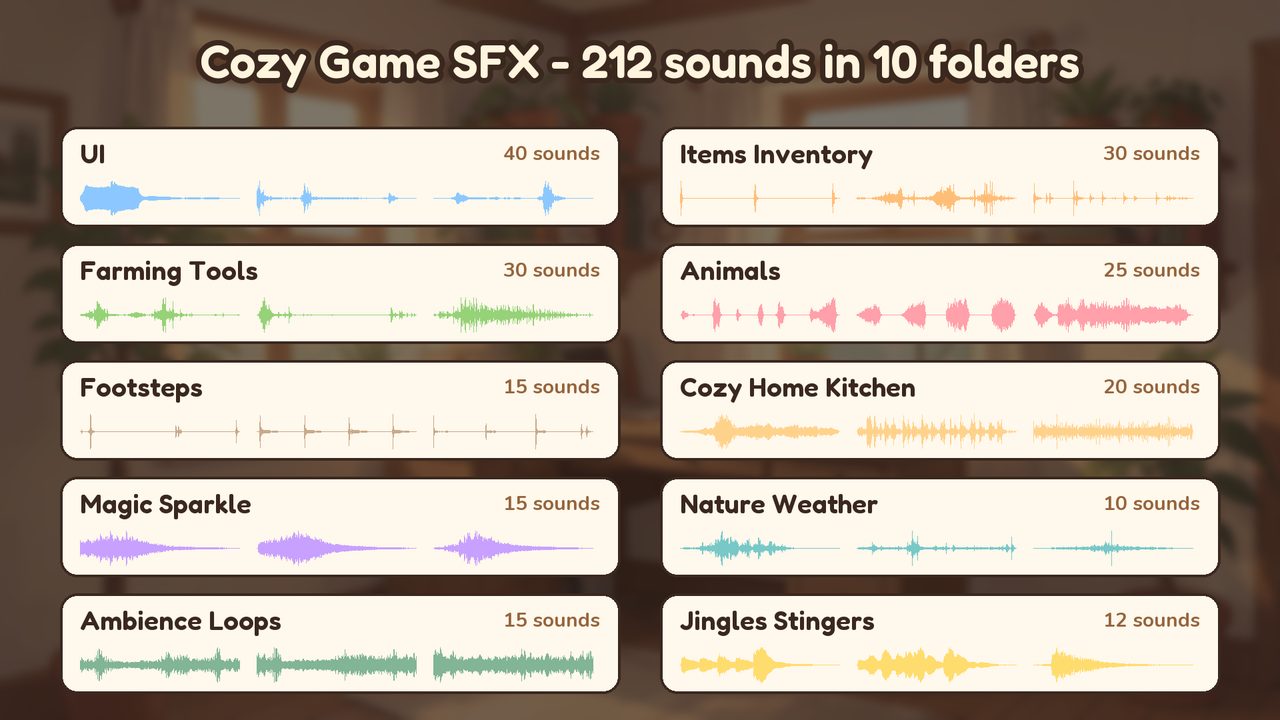 Cozy Game SFX - 212 sounds in 10 folders
UI
40 sounds
Items Inventory
30 sounds
Farming Tools
30 sounds
Animals
25 sounds
Footsteps
15 sounds
Cozy Home Kitchen
20 sounds
Magic Sparkle
15 sounds
Nature Weather
10 sounds
Ambience Loops
15 sounds
Jingles Stingers
12 sounds